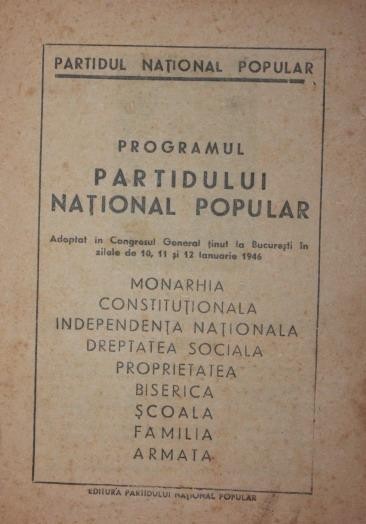 PARTIDUL NAȚIONAL POPULAR
PROGRAMUL
PARTIDULUI
NAȚIONAL POPULAR
Adoptat in Congresul General ținut la București în
zilele de 10, 11 și 12 Ianuarie 1946
MONARHIA
CONSTITUȚIONALA
INDEPENDENȚA NAȚIONALA
DREPTATEA SOCIALA
PROPRIETATEA
BISERICA
ȘCOALA
FAMILIA
ARMATA
EDITURA PARTIDULUI NAȚIONAL POPULAR